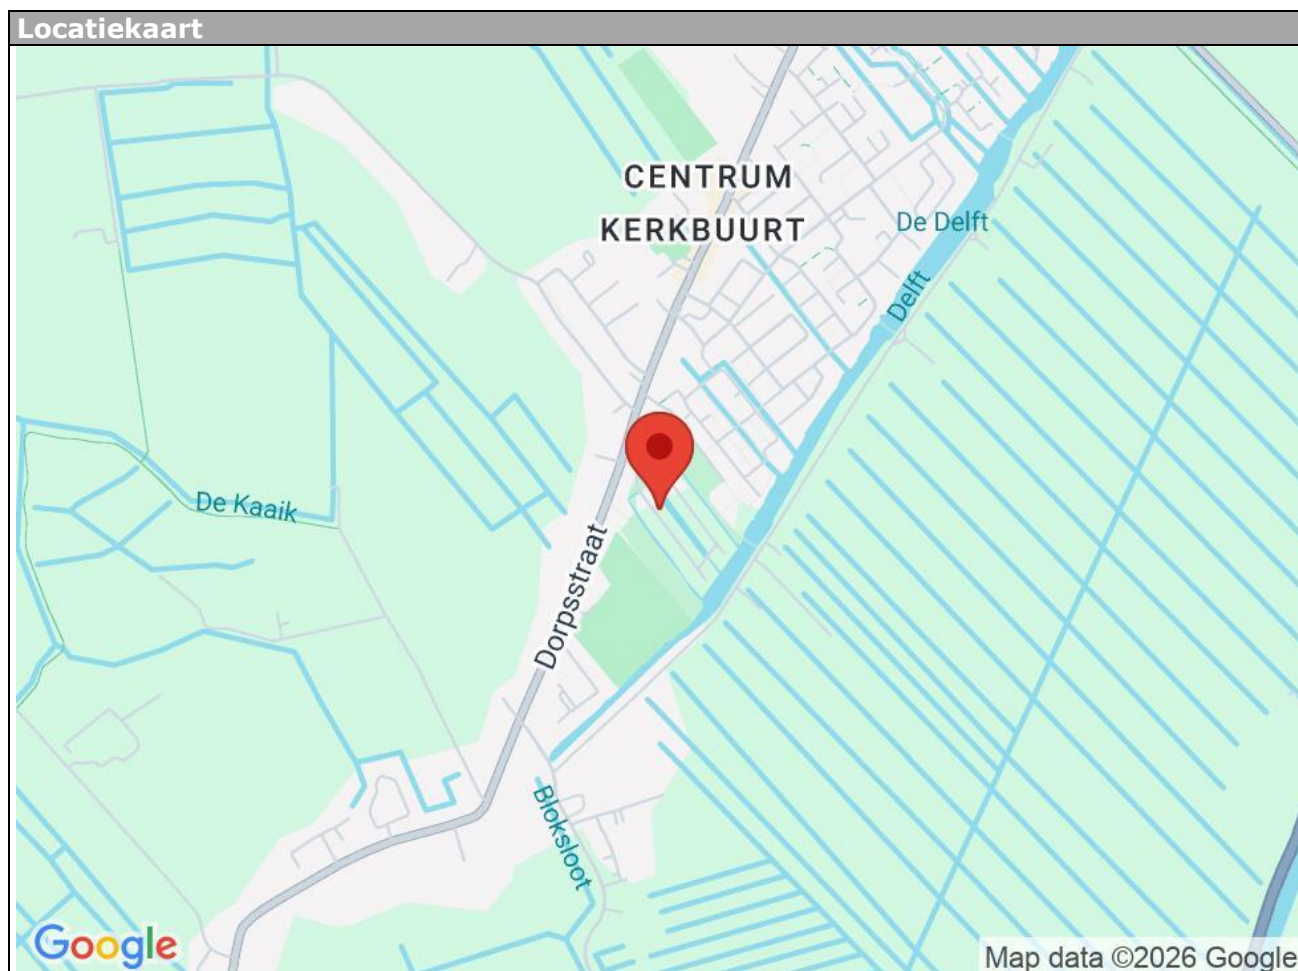 Locatiekaart
CENTRUM
KERKBUURT
De Delft
Delft
De Kaaik
Dorpsstraat
Bloksloot
Google
Map data ©2026 Google